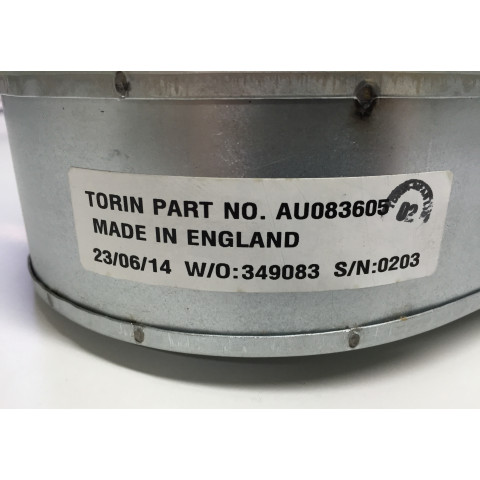 TORIN PART NO. AU083605
MADE IN ENGLAND
23/06/14 W/O:349083 S/N:0203